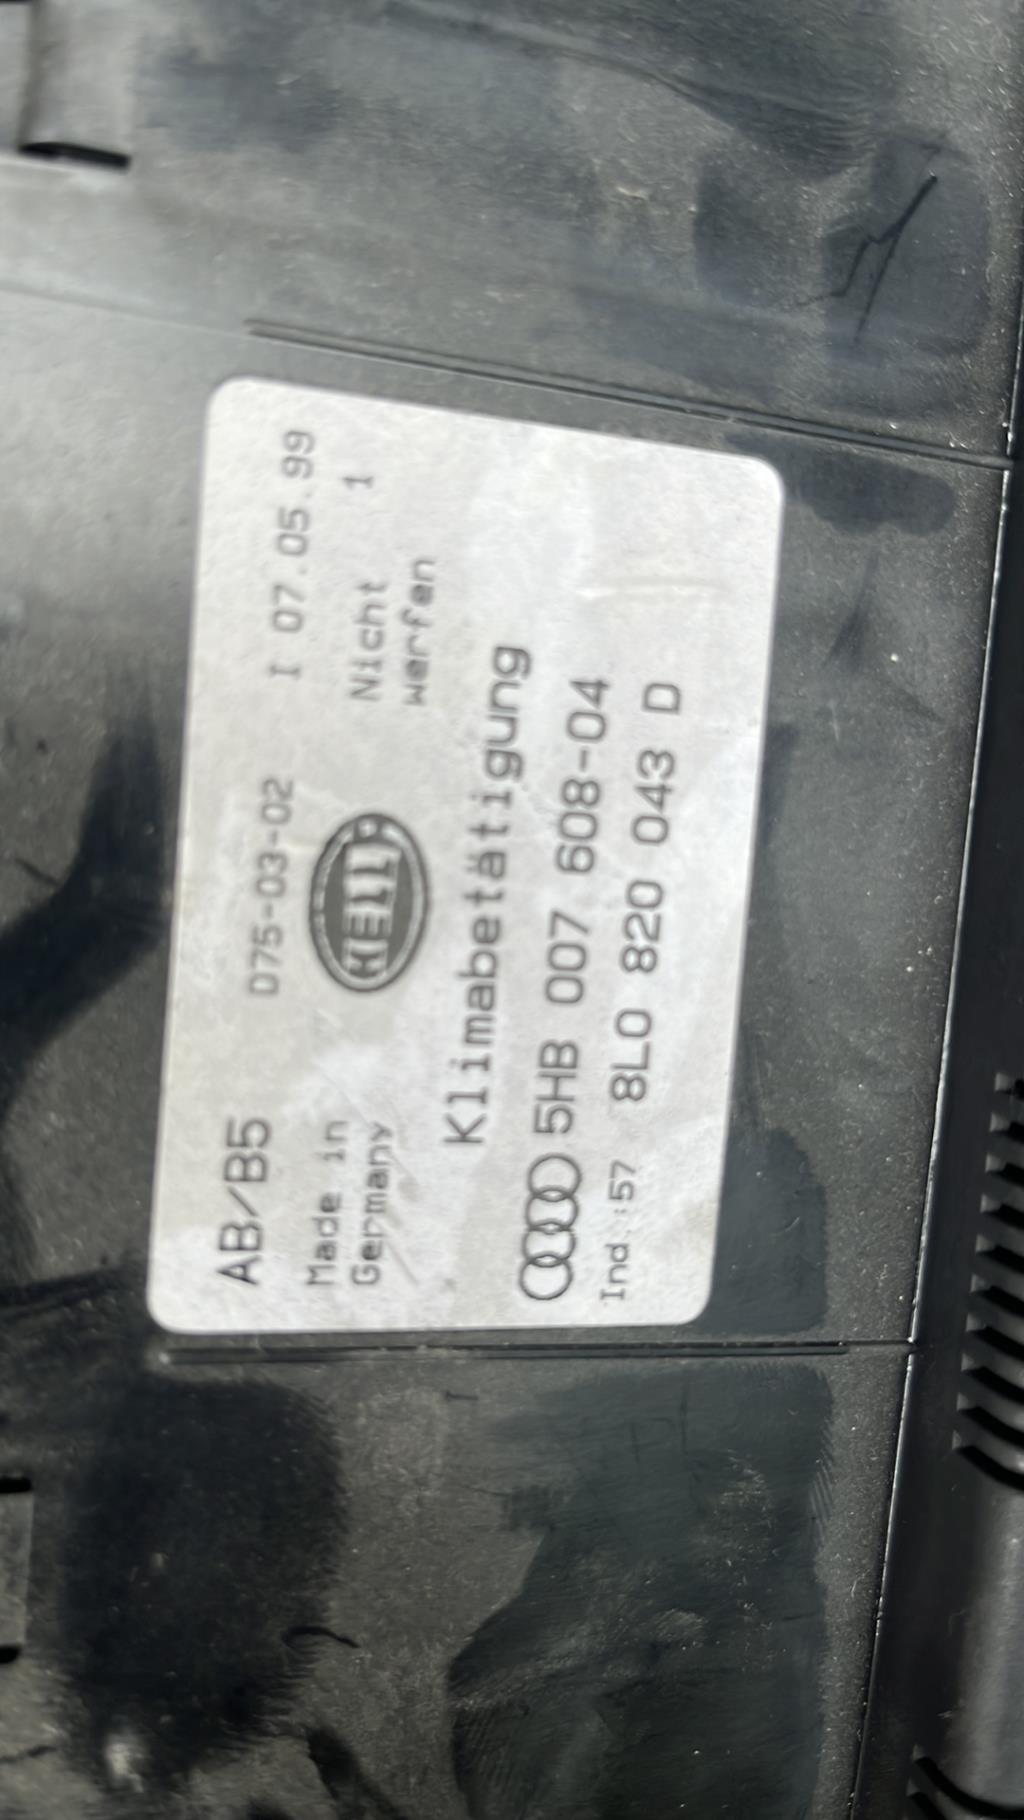 AB/B5 075-03-02 I 07.05.99
Made in Nicht 1
Germany HELLA werfen
Klimabetätigung
5HB 007 608-04
Ind.:57 8L0 820 043 D